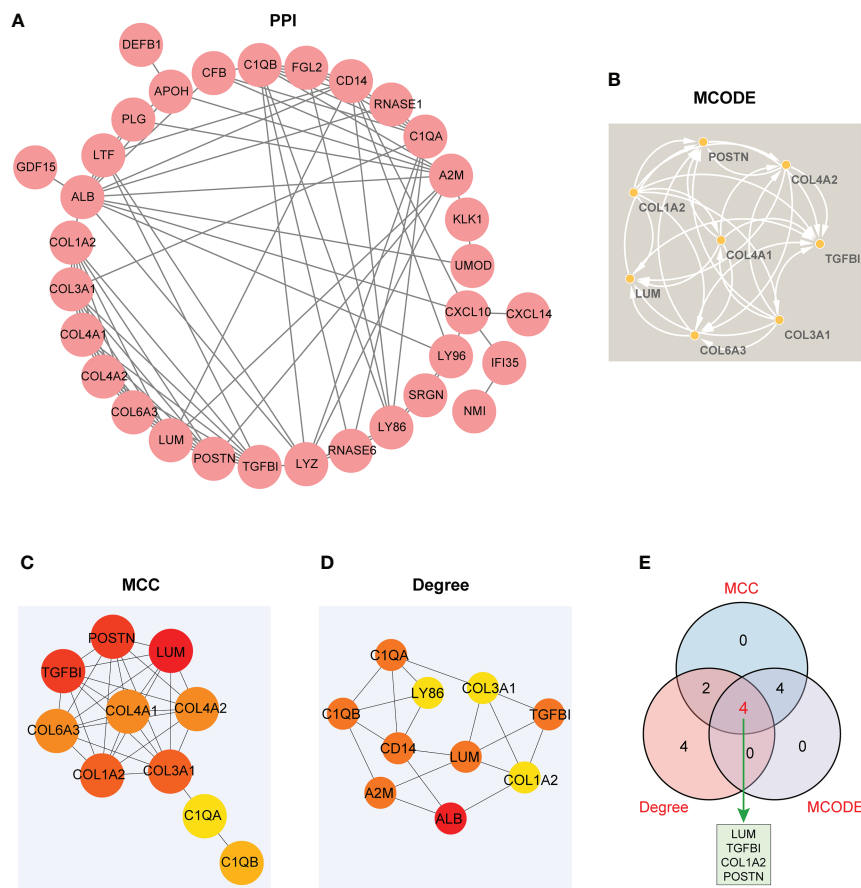 A
PPI
DEFB1
CFB
C1QB
FGL2
CD14
APOH
RNASE1
PLG
C1QA
LTF
A2M
GDF15
ALB
KLK1
COL1A2
UMOD
COL3A1
CXCL10
CXCL14
COL4A1
LY96
IFI35
COL4A2
SRGN
NMI
COL6A3
LY86
LUM
RNASE6
POSTN
TGFBI
LYZ
B
MCODE
POSTN
COL4A2
COL1A2
COL4A1
TGFBI
LUM
COL3A1
COL6A3
C
MCC
POSTN
LUM
TGFBI
COL4A1
COL4A2
COL6A3
COL1A2
COL3A1
C1QA
C1QB
D
Degree
C1QA
LY86
COL3A1
C1QB
TGFBI
CD14
LUM
COL1A2
A2M
ALB
E
MCC
0
2
4
4
4
0
0
Degree
MCODE
LUM
TGFBI
COL1A2
POSTN